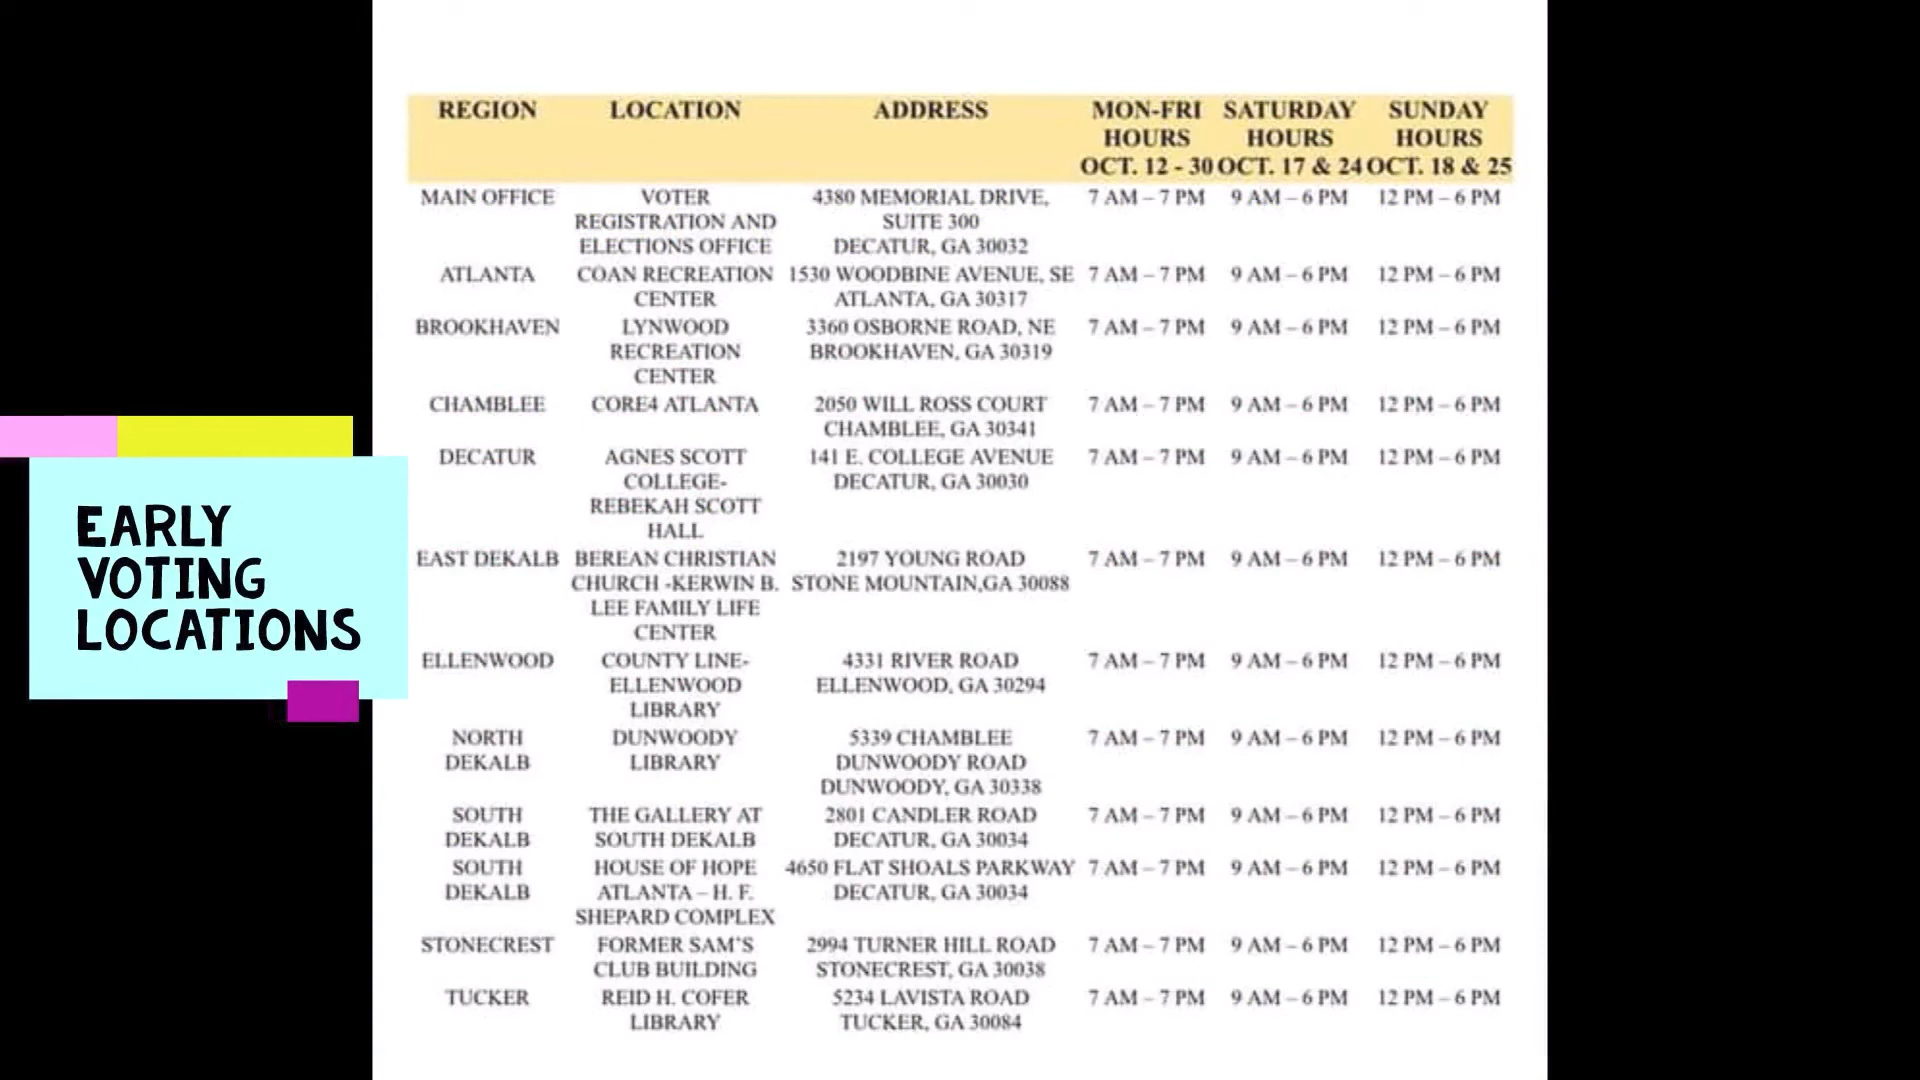 EARLY
VOTING
LOCATIONS
REGION LOCATION ADDRESS MON-FRI SATURDAY SUNDAY
HOURS HOURS HOURS
OCT. 12 - 30 OCT. 17 & 24 OCT. 18 & 25
MAIN OFFICE VOTER 4380 MEMORIAL DRIVE, 7 AM – 7 PM 9 AM – 6 PM 12 PM – 6 PM
REGISTRATION AND SUITE 300
ELECTIONS OFFICE DECATUR, GA 30032
ATLANTA COAN RECREATION 1530 WOODBINE AVENUE, SE 7 AM – 7 PM 9 AM – 6 PM 12 PM – 6 PM
CENTER ATLANTA, GA 30317
BROOKHAVEN LYNWOOD 3360 OSBORNE ROAD, NE 7 AM – 7 PM 9 AM – 6 PM 12 PM – 6 PM
RECREATION BROOKHAVEN, GA 30319
CENTER
CHAMBLEE CORE4 ATLANTA 2050 WILL ROSS COURT 7 AM – 7 PM 9 AM – 6 PM 12 PM – 6 PM
CHAMBLEE, GA 30341
DECATUR AGNES SCOTT 141 E. COLLEGE AVENUE 7 AM – 7 PM 9 AM – 6 PM 12 PM – 6 PM
COLLEGE- DECATUR, GA 30030
REBEKAH SCOTT
HALL
EAST DEKALB BEREAN CHRISTIAN 2197 YOUNG ROAD 7 AM – 7 PM 9 AM – 6 PM 12 PM – 6 PM
CHURCH -KERWIN B. STONE MOUNTAIN,GA 30088
LEE FAMILY LIFE
CENTER
ELLENWOOD COUNTY LINE- 4331 RIVER ROAD 7 AM – 7 PM 9 AM – 6 PM 12 PM – 6 PM
ELLENWOOD ELLENWOOD, GA 30294
LIBRARY
NORTH DUNWOODY 5339 CHAMBLEE 7 AM – 7 PM 9 AM – 6 PM 12 PM – 6 PM
DEKALB LIBRARY DUNWOODY ROAD
DUNWOODY, GA 30338
SOUTH THE GALLERY AT 2801 CANDLER ROAD 7 AM – 7 PM 9 AM – 6 PM 12 PM – 6 PM
DEKALB SOUTH DEKALB DECATUR, GA 30034
SOUTH HOUSE OF HOPE 4650 FLAT SHOALS PARKWAY 7 AM – 7 PM 9 AM – 6 PM 12 PM – 6 PM
DEKALB ATLANTA – H. F. DECATUR, GA 30034
SHEPARD COMPLEX
STONECREST FORMER SAM'S 2994 TURNER HILL ROAD 7 AM – 7 PM 9 AM – 6 PM 12 PM – 6 PM
CLUB BUILDING STONECREST, GA 30038
TUCKER REID H. COFER 5234 LAVISTA ROAD 7 AM – 7 PM 9 AM – 6 PM 12 PM – 6 PM
LIBRARY TUCKER, GA 30084